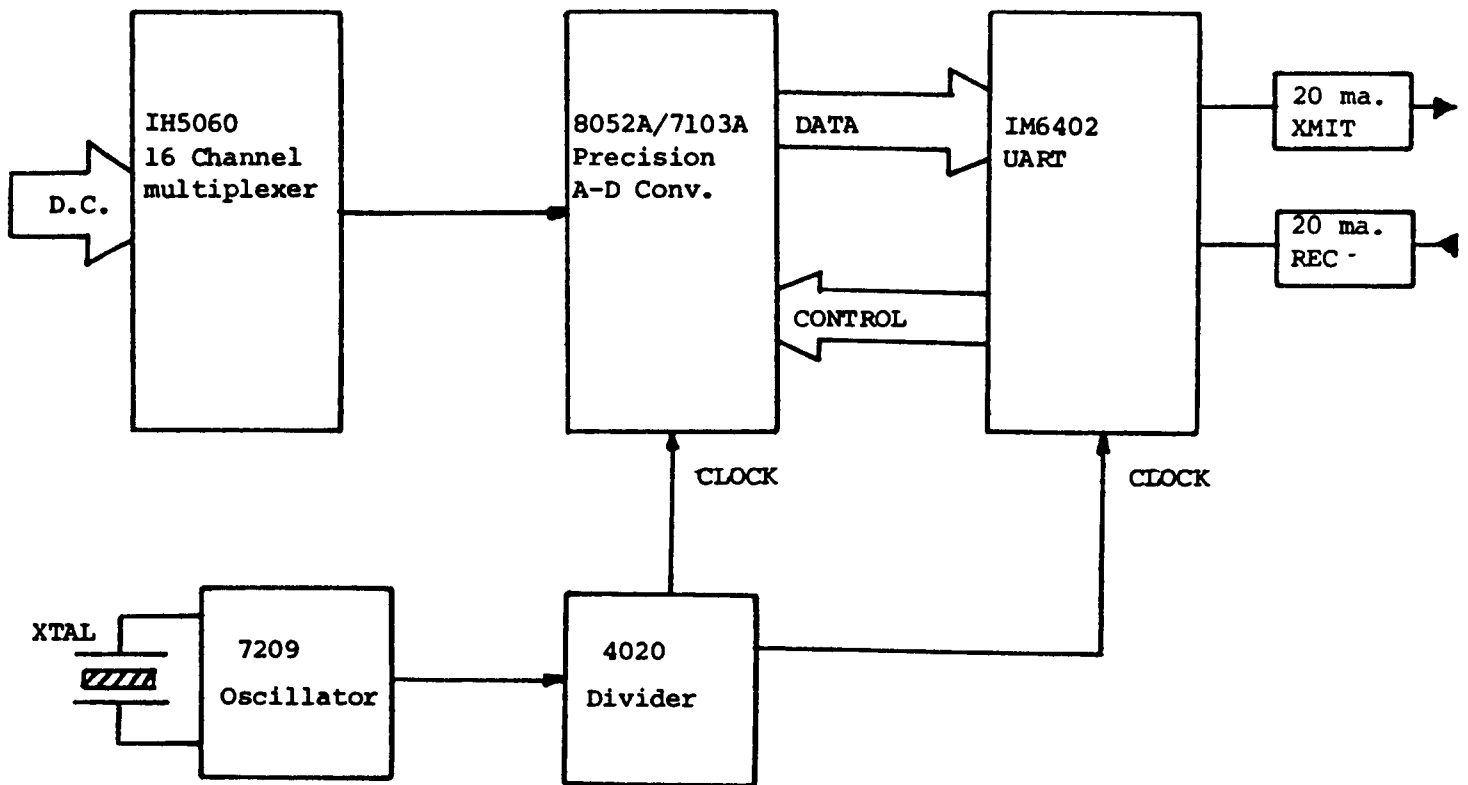 IH5060
16 Channel
multiplexer
D.C.
8052A/7103A
Precision
A-D Conv.
DATA
CONTROL
IM6402
UART
20 ma.
XMIT
20 ma.
REC
CLOCK
CLOCK
XTAL
7209
Oscillator
4020
Divider